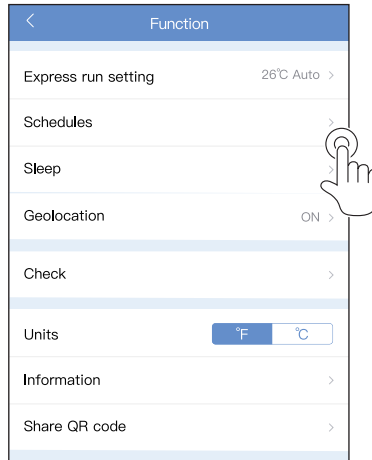 Function
Express run setting 26℃ Auto
Schedules
Sleep
Geolocation ON
Check
Units ℉ ℃
Information
Share QR code